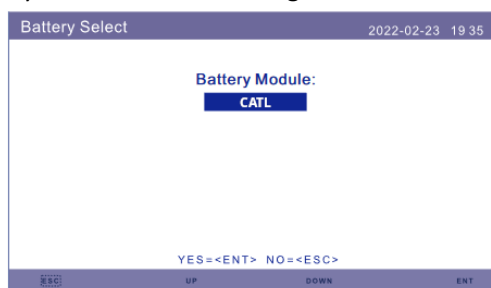 Battery Select 2022-02-23 19 35
Battery Module:
CATL
YES=<ENT> NO=<ESC>
ESC UP DOWN ENT